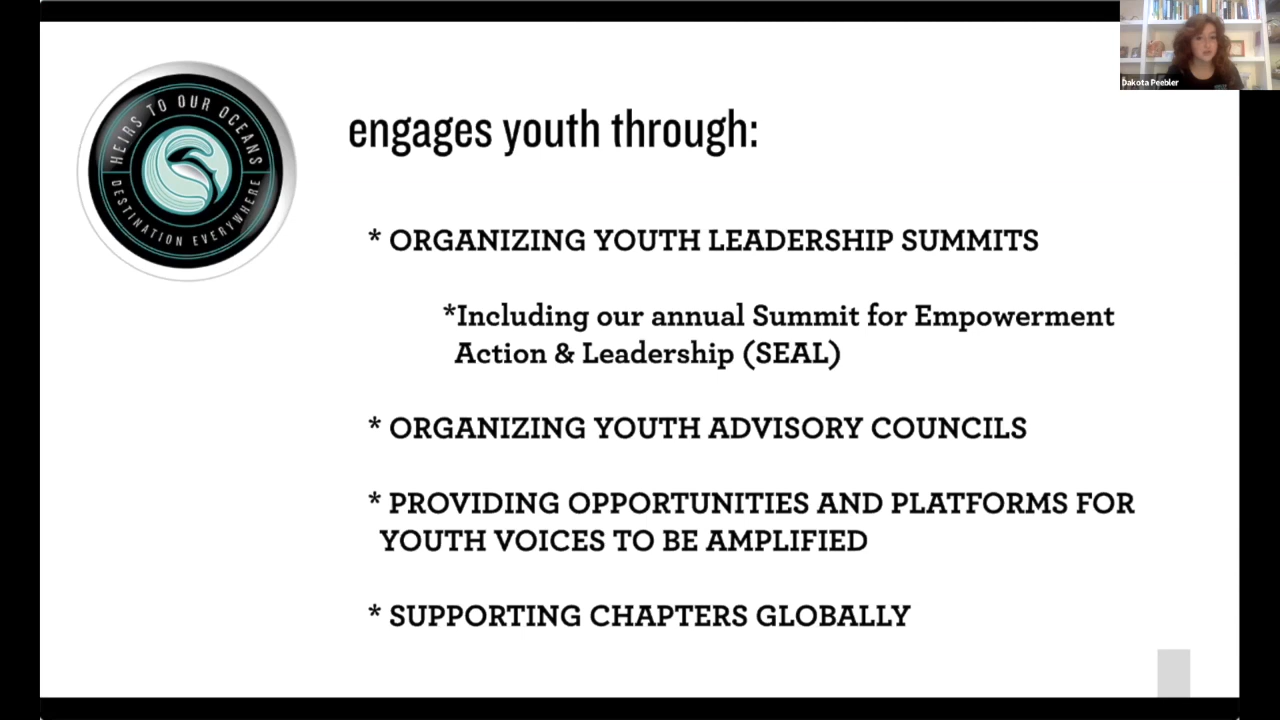 Dakota Peebler
HEIRS TO OUR OCEANS
DESTINATION EVERYWHERE
engages youth through:
* ORGANIZING YOUTH LEADERSHIP SUMMITS
*Including our annual Summit for Empowerment
Action & Leadership (SEAL)
* ORGANIZING YOUTH ADVISORY COUNCILS
* PROVIDING OPPORTUNITIES AND PLATFORMS FOR
YOUTH VOICES TO BE AMPLIFIED
* SUPPORTING CHAPTERS GLOBALLY